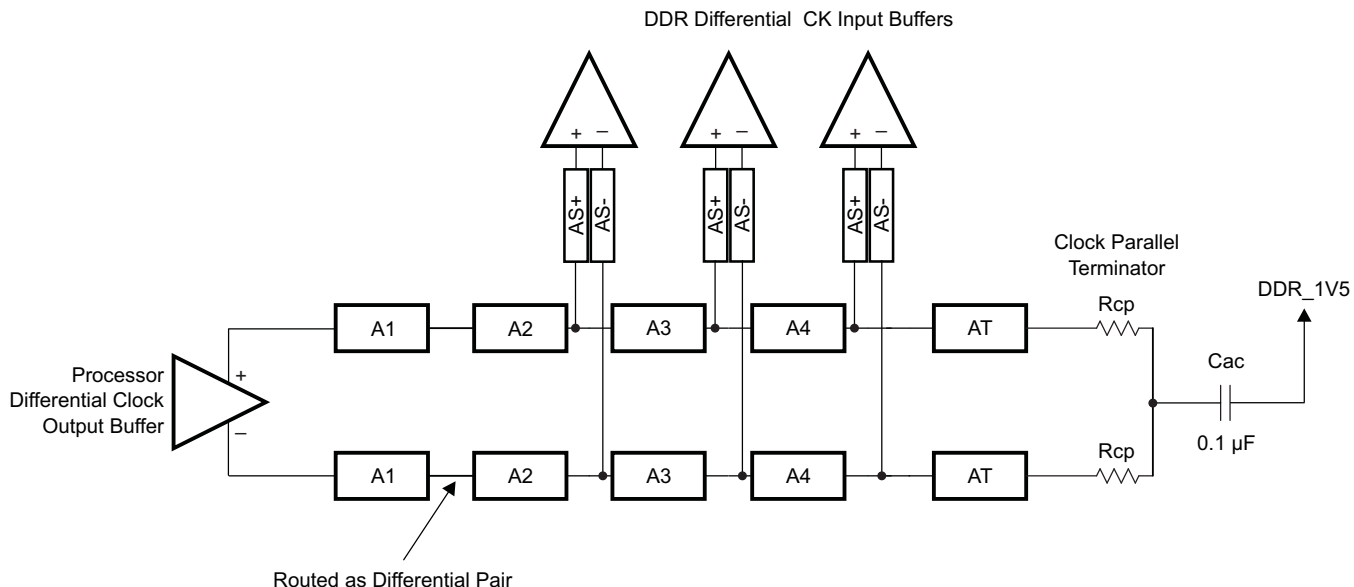 DDR Differential CK Input Buffers
+ –
+ –
+ –
AS+
AS-
AS+
AS-
AS+
AS-
Clock Parallel
Terminator
DDR_1V5
A1
A2
A3
A4
AT
Rcp
Processor
Differential Clock
Output Buffer
+
–
Cac
0.1 µF
A1
A2
A3
A4
AT
Rcp
Routed as Differential Pair